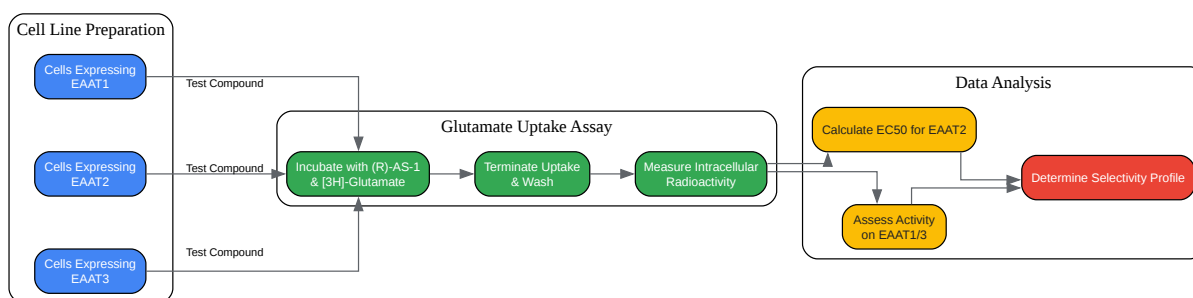 Cell Line Preparation
Cells Expressing
EAAT1
Test Compound
Cells Expressing
EAAT2
Test Compound
Cells Expressing
EAAT3
Test Compound
Glutamate Uptake Assay
Incubate with (R)-AS-1
& [3H]-Glutamate
Terminate Uptake
& Wash
Measure Intracellular
Radioactivity
Data Analysis
Calculate EC50 for EAAT2
Assess Activity
on EAAT1/3
Determine Selectivity Profile